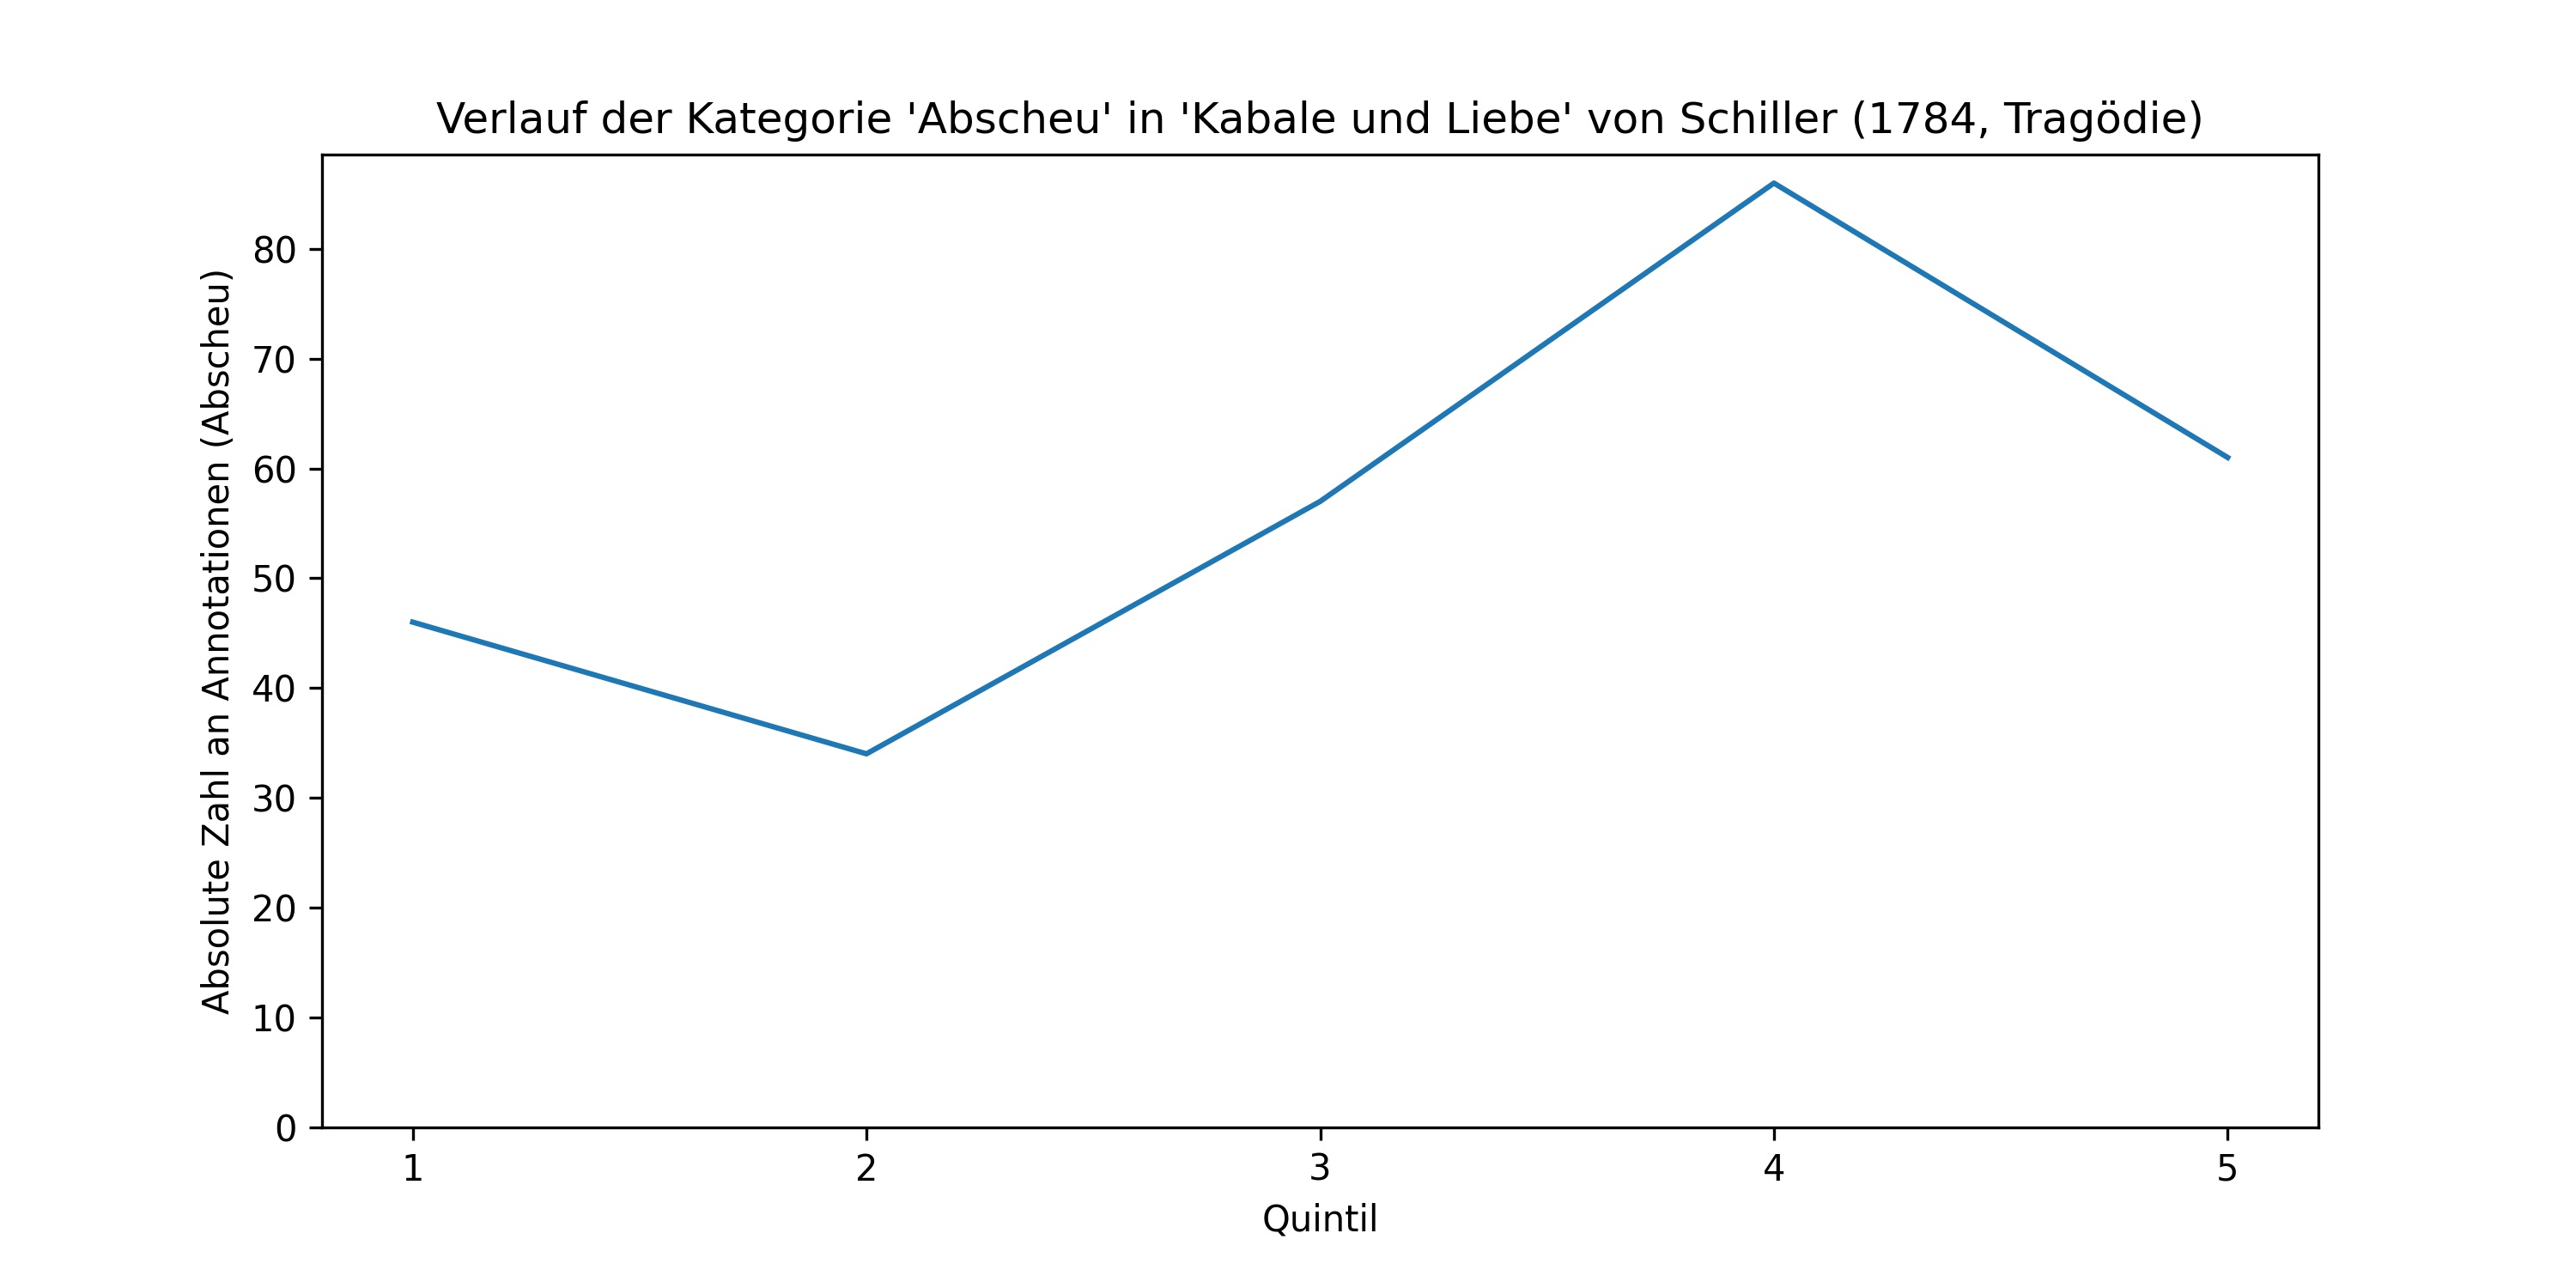 Verlauf der Kategorie 'Abscheu' in 'Kabale und Liebe' von Schiller (1784, Tragödie)
Absolute Zahl an Annotationen (Abscheu)
80
70
60
50
40
30
20
10
0
1 2 3 4 5
Quintil